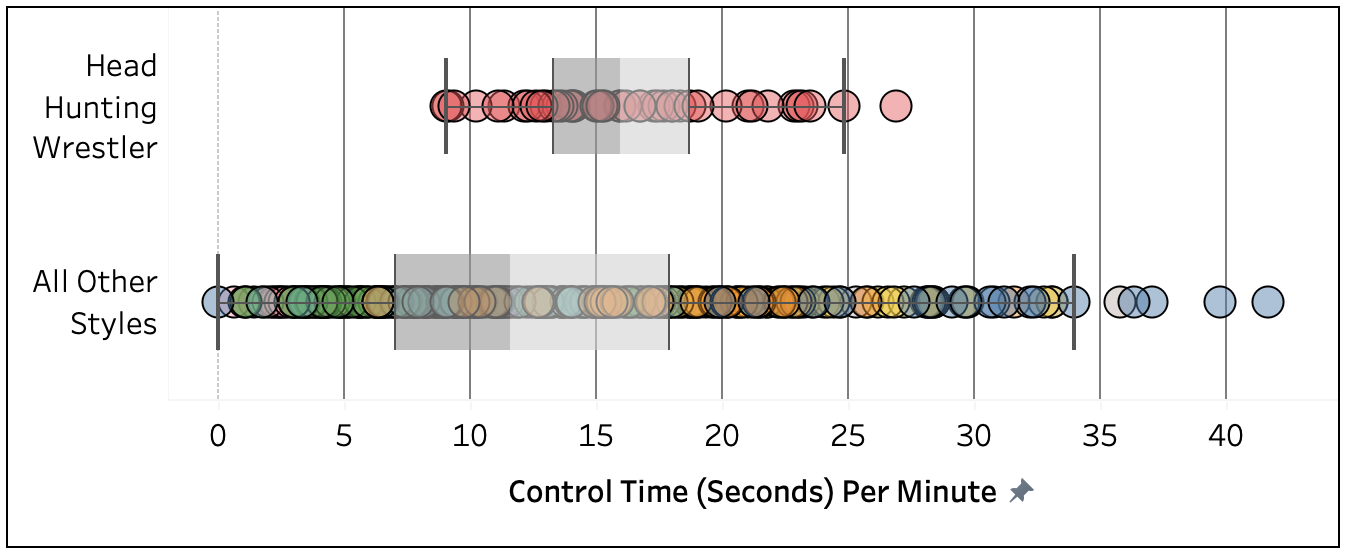 Head
Hunting
Wrestler
All Other
Styles
0 5 10 15 20 25 30 35 40
Control Time (Seconds) Per Minute